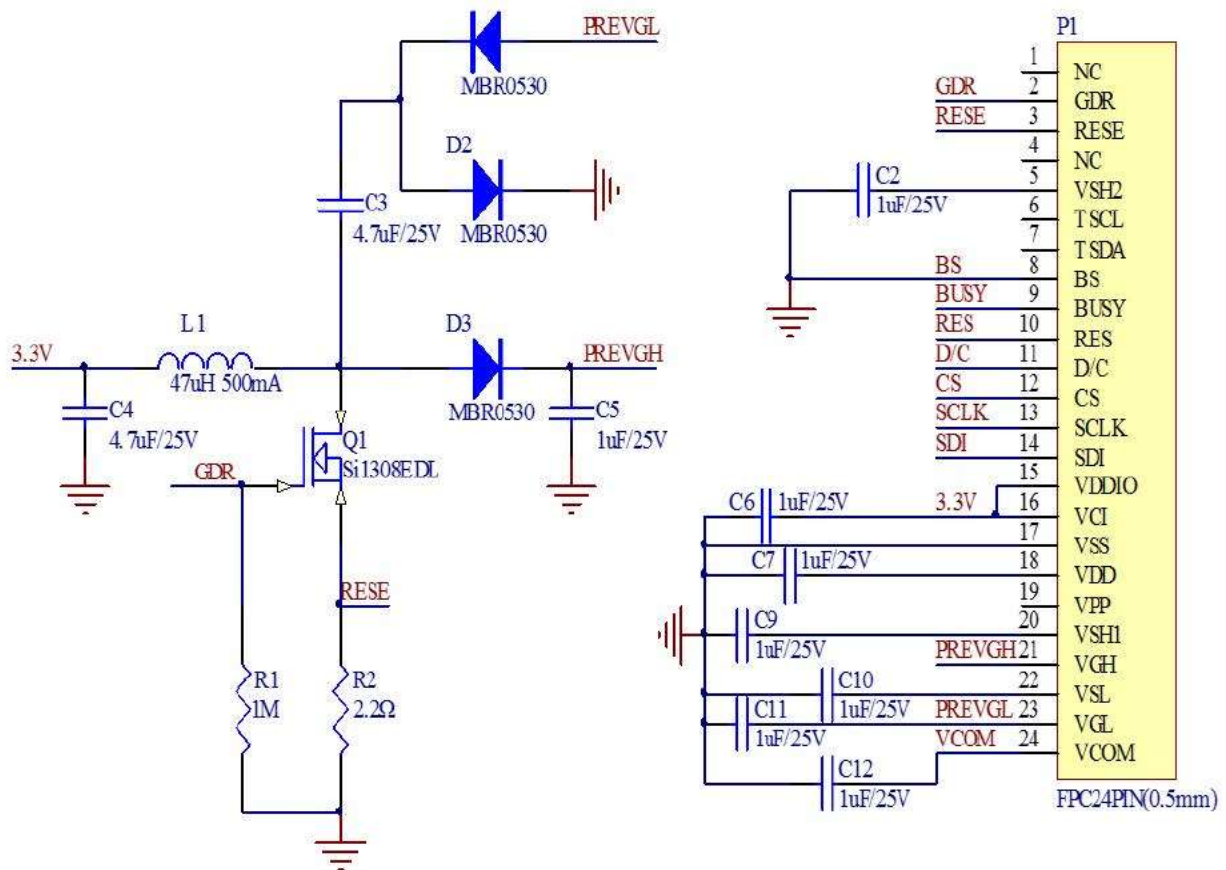 PREVGL
MBR0530
D2
MBR0530
C3
4.7uF/25V
3.3V
L1
47uH 500mA
D3
MBR0530
PREVGH
C4
4.7uF/25V
C5
1uF/25V
Q1
Si1308EDL
GDR
RESE
R1
1M
R2
2.2Ω
P1
1 NC
GDR 2 GDR
RESE 3 RESE
4 NC
C2
1uF/25V
5 VSH2
6 TSCL
7 TSDA
BS 8 BS
BUSY 9 BUSY
RES 10 RES
D/C 11 D/C
CS 12 CS
SCLK 13 SCLK
SDI 14 SDI
15 VDDIO
C6 1uF/25V 3.3V 16 VCI
17 VSS
C7 1uF/25V 18 VDD
19 VPP
C9
1uF/25V
20 VSH1
PREVGH 21 VGH
C10
1uF/25V
22 VSL
C11
1uF/25V
PREVGL 23 VGL
VCOM 24 VCOM
C12
1uF/25V
FPC24PIN(0.5mm)